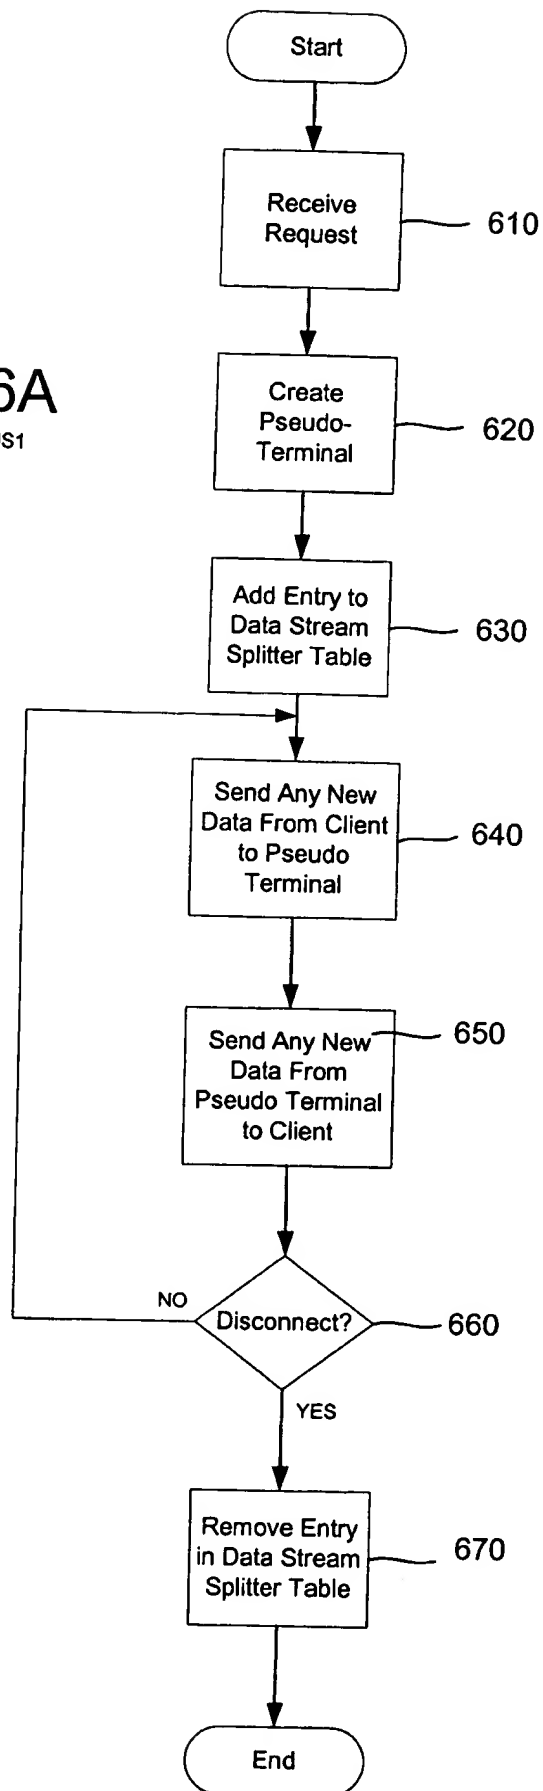 Start
Receive
Request
610
6A
US1
Create
Pseudo-
Terminal
620
Add Entry to
Data Stream
Splitter Table
630
Send Any New
Data From Client
to Pseudo
Terminal
640
Send Any New
Data From
Pseudo Terminal
to Client
650
NO
Disconnect?
660
YES
Remove Entry
in Data Stream
Splitter Table
670
End